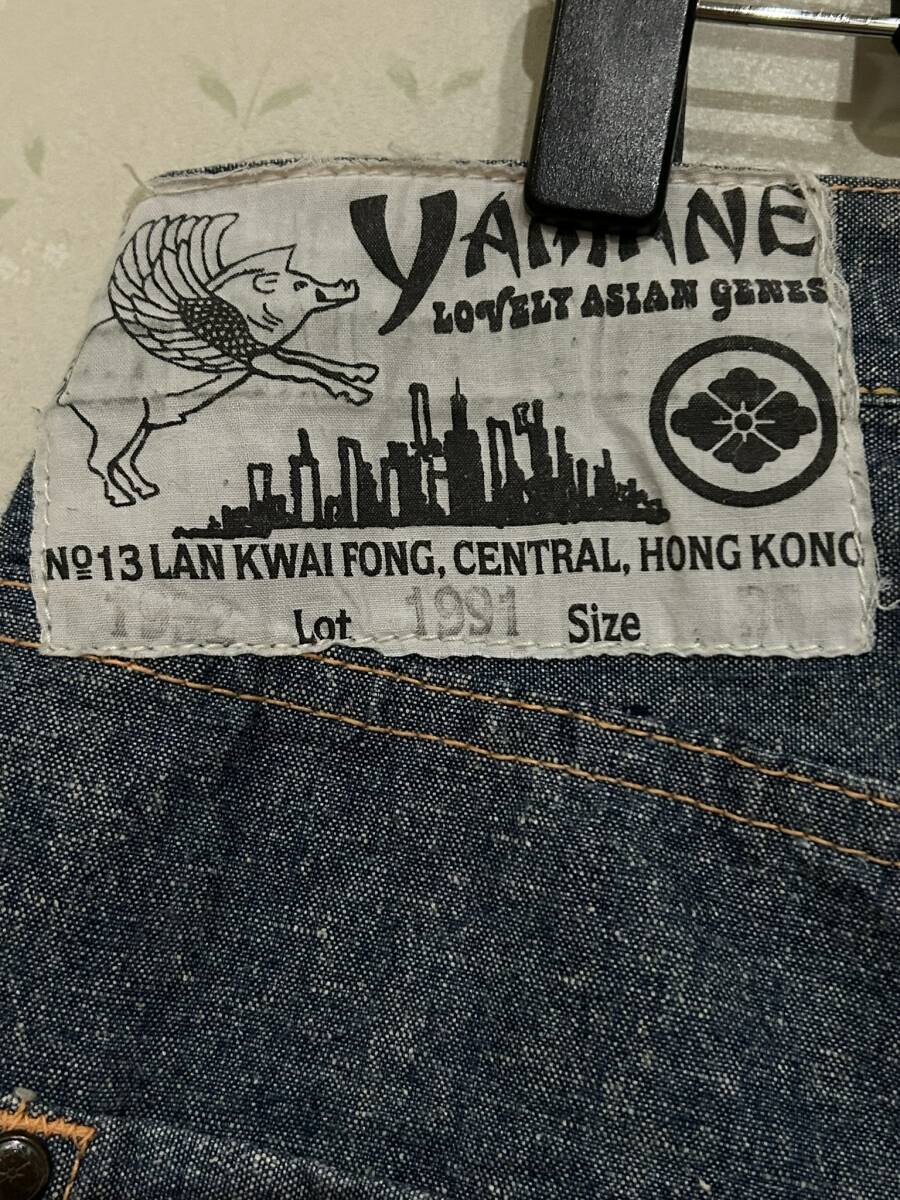 YAMANE
LOVELY ASIAN GENES
Nº13 LAN KWAI FONG, CENTRAL, HONG KONG
Lot 1991 Size